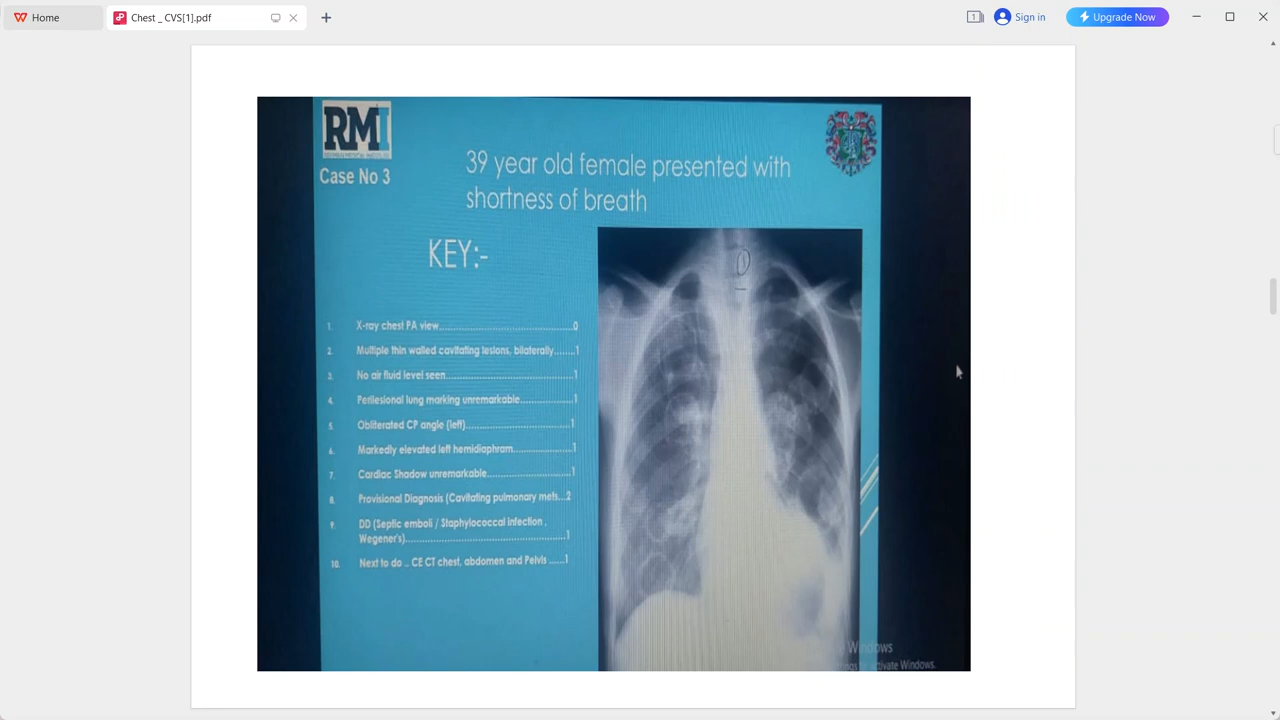 Home
Chest _ CVS[1].pdf
1
Sign in
Upgrade Now
RMI
Case No 3
39 year old female presented with
shortness of breath
KEY:-
1. X-ray chest PA view..................................................0
2. Multiple thin walled cavitating lesions, bilaterally.......1
3. No air fluid level seen................................................1
4. Perilesional lung marking unremarkable....................1
5. Obliterated CP angle (left)........................................1
6. Markedly elevated left hemidiaphram.......................1
7. Cardiac Shadow unremarkable.................................1
8. Provisional Diagnosis (Cavitating pulmonary mets...2
9. DD (Septic emboli / Staphylococcal infection ,
Wegener's)...............................................................1
10. Next to do .. CE CT chest, abdomen and Pelvis ......1
Windows
activate Windows.